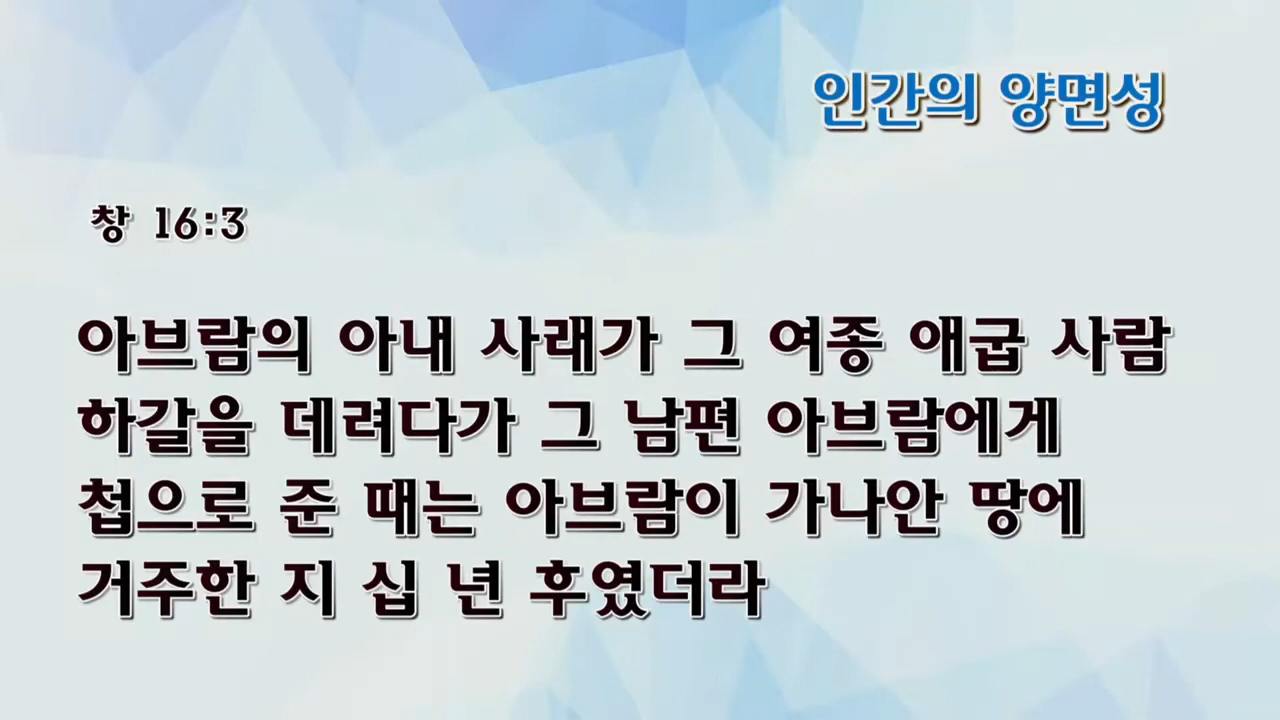 인간의 양면성
창 16:3
아브람의 아내 사래가 그 여종 애굽 사람
하갈을 데려다가 그 남편 아브람에게
첩으로 준 때는 아브람이 가나안 땅에
거주한 지 십 년 후였더라